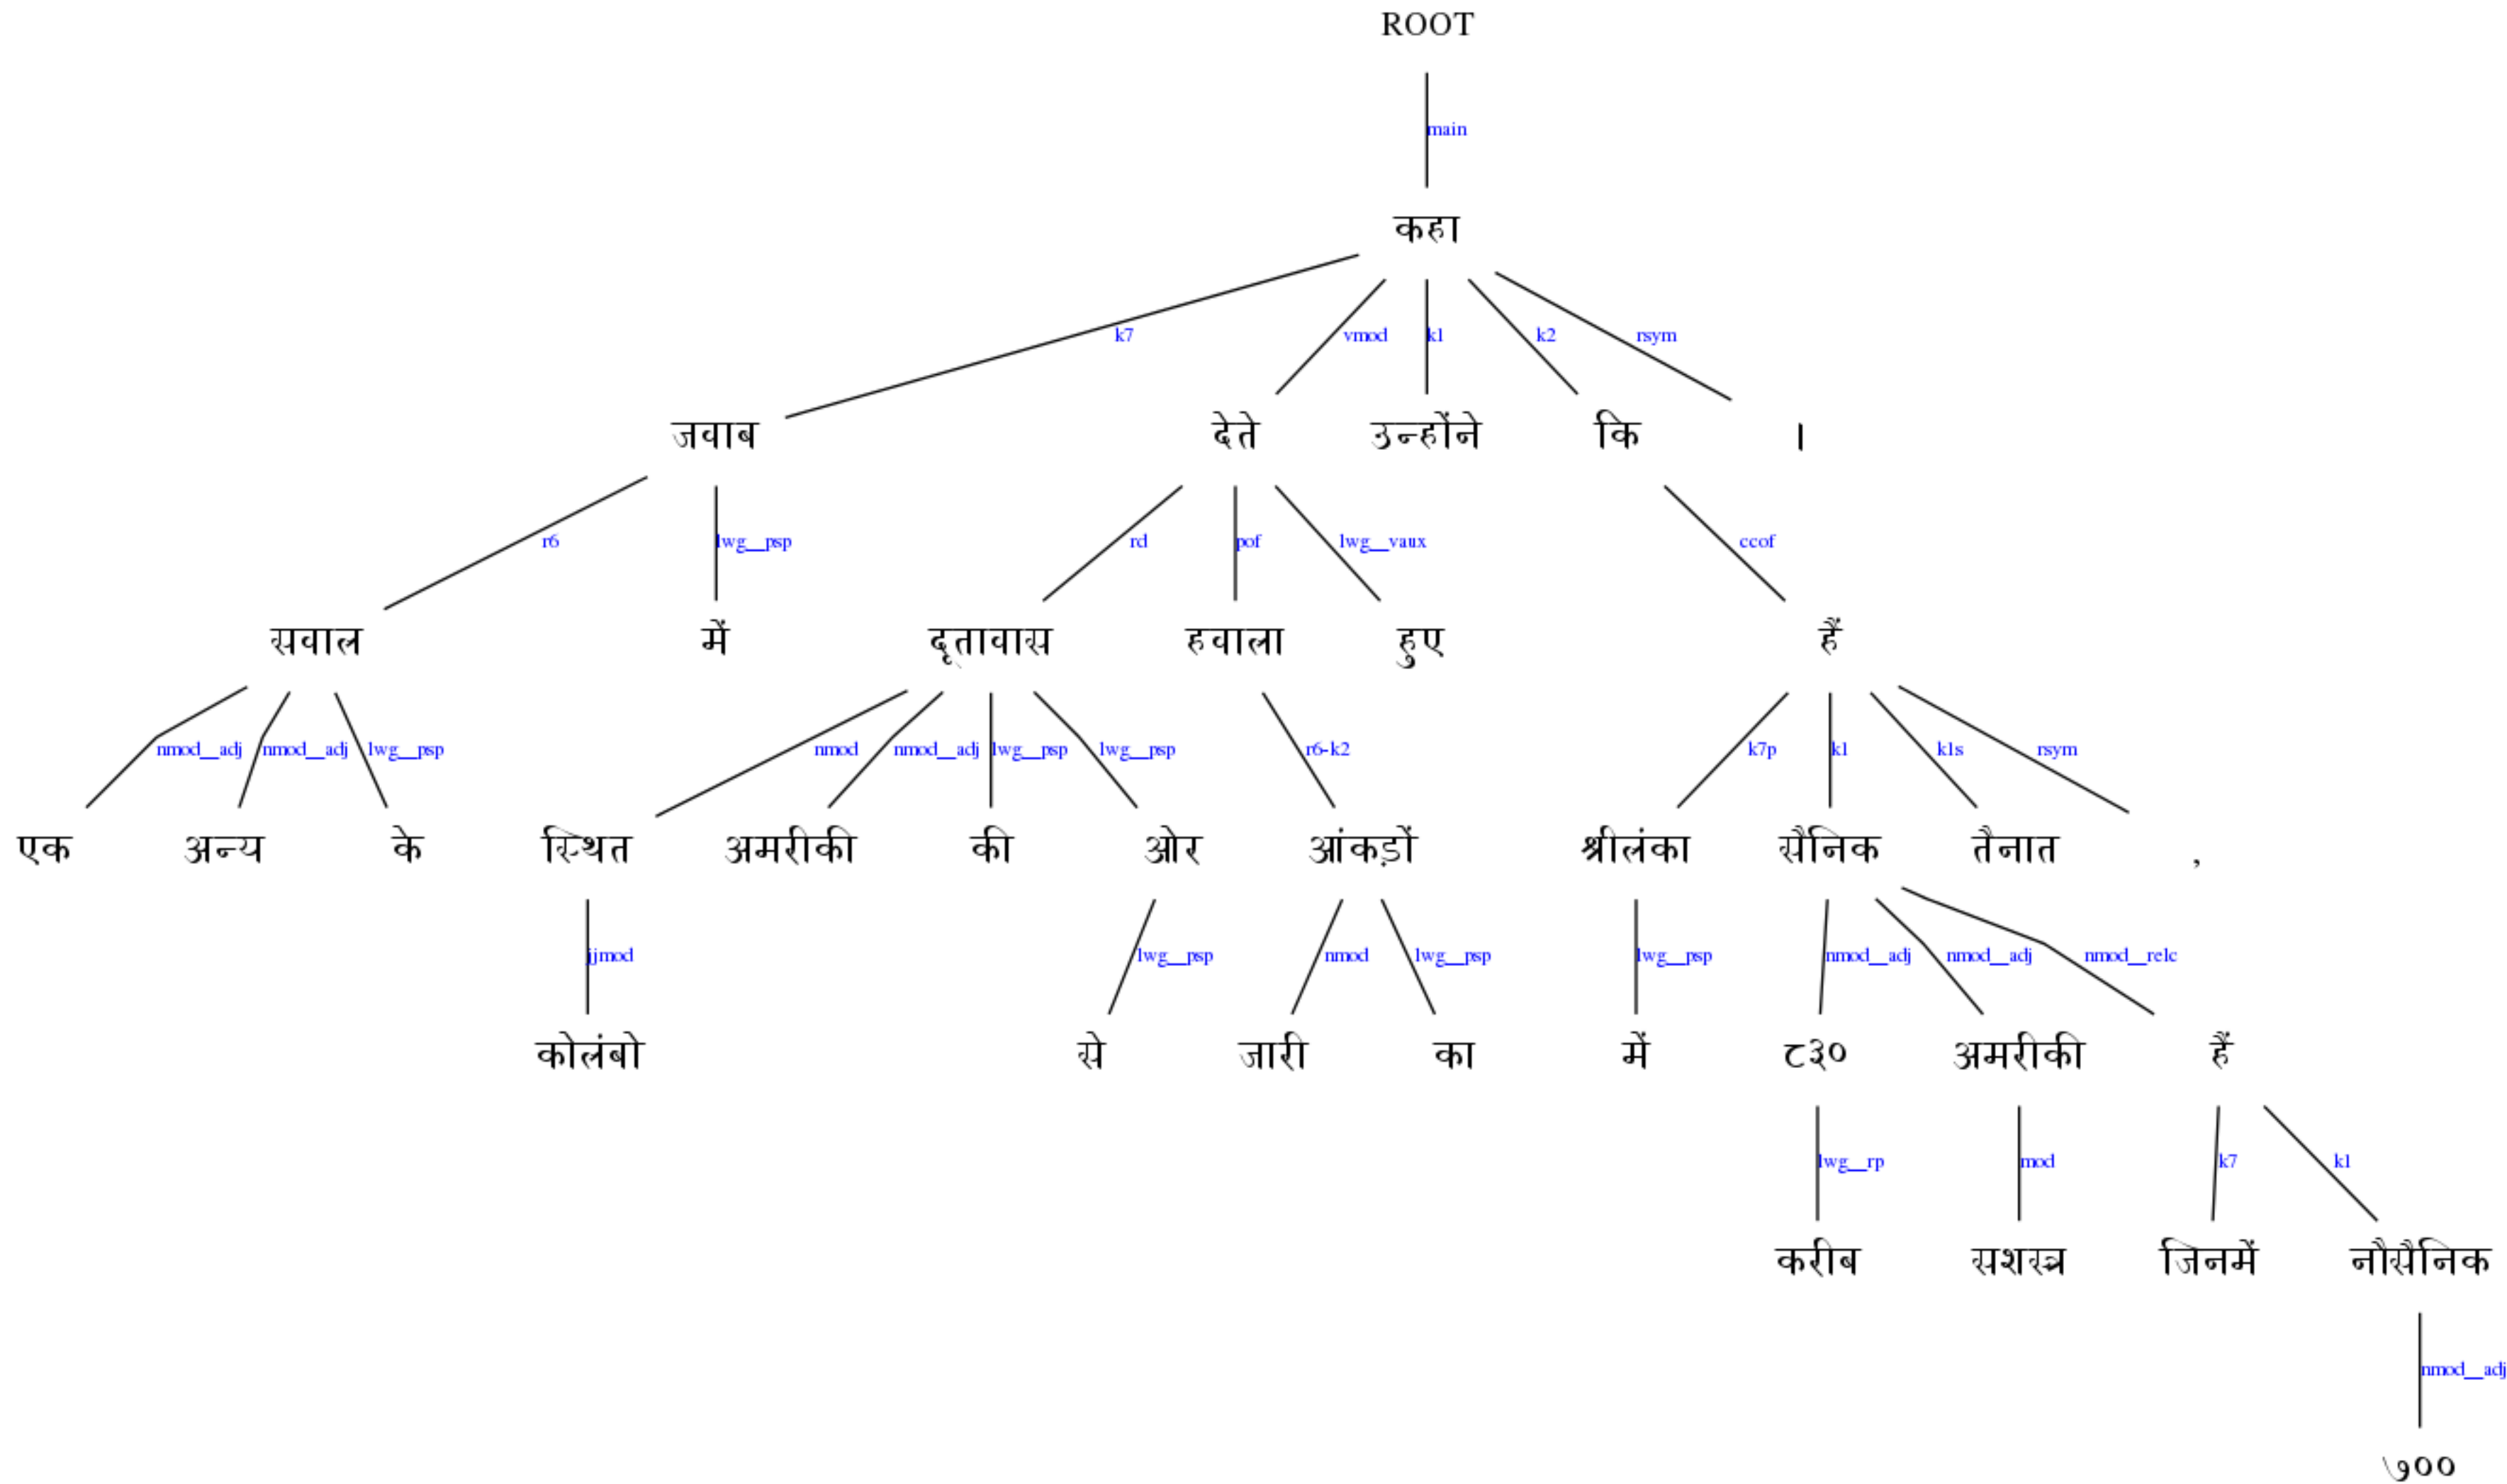 ROOT
main
कहा
k7 vmod k1 k2 rsym
जवाब देते उन्होंने कि ।
r6 lwg__psp rd pof lwg__vaux ccof
सवाल में दूतावास हवाला हुए हैं
nmod__adj nmod__adj lwg__psp nmod nmod__adj lwg__psp lwg__psp r6-k2 k7p k1 k1s rsym
एक अन्य के स्थित अमरीकी की ओर आंकड़ों श्रीलंका सैनिक तैनात ,
jjmod lwg__psp nmod lwg__psp lwg__psp nmod__adj nmod__adj nmod__relc
कोलंबो से जारी का में ८३० अमरीकी हैं
lwg__rp mod k7 k1
करीब सशस्त्र जिनमें नौसैनिक
nmod__adj
७००